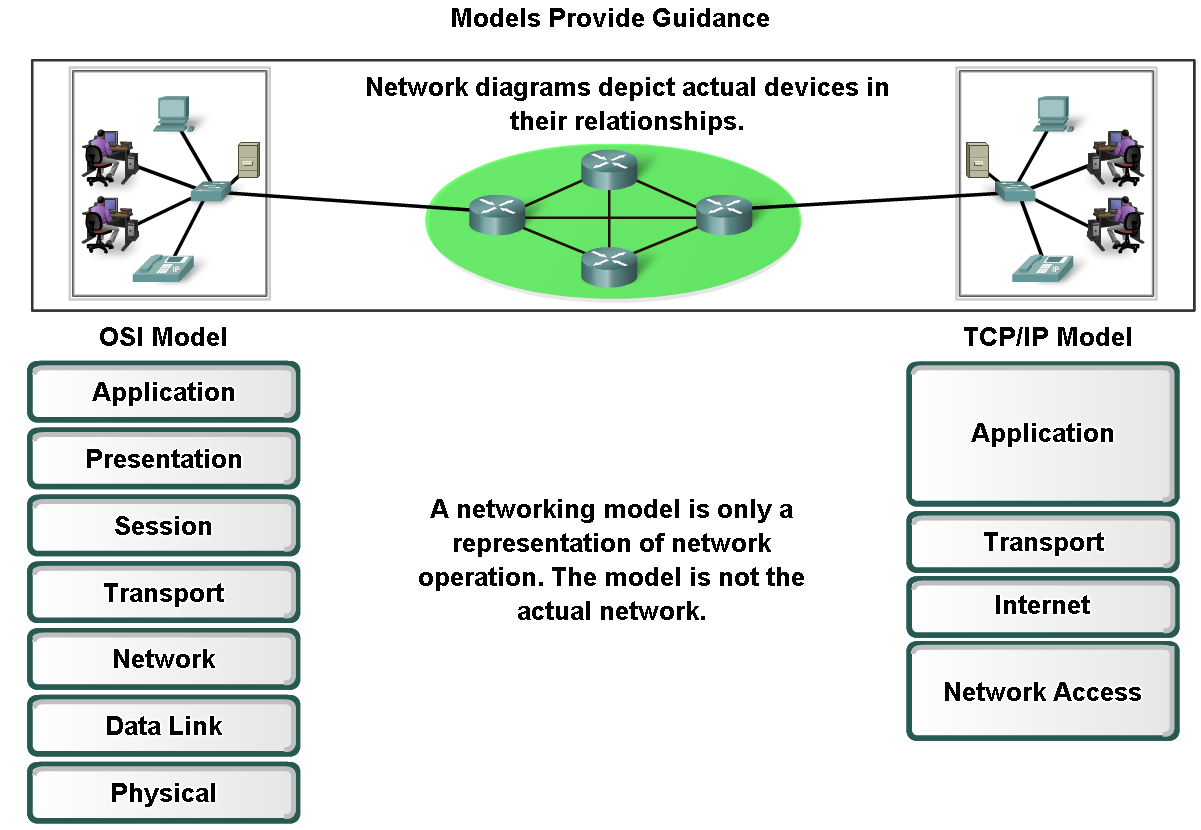 Models Provide Guidance
Network diagrams depict actual devices in
their relationships.
IP
IP
OSI Model
Application
Presentation
Session
Transport
Network
Data Link
Physical
A networking model is only a
representation of network
operation. The model is not the
actual network.
TCP/IP Model
Application
Transport
Internet
Network Access